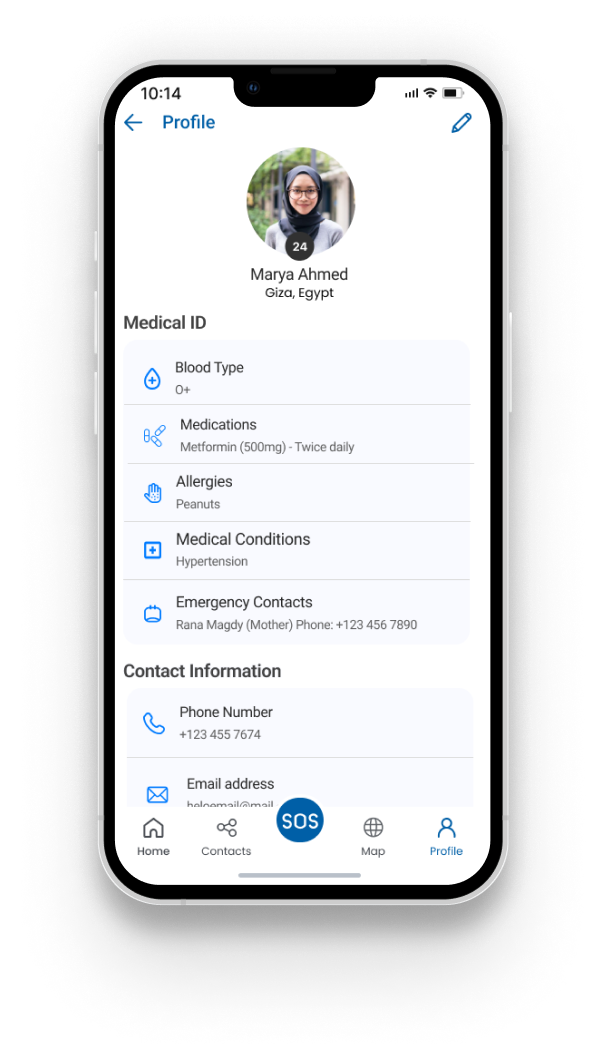 10:14
Profile
24
Marya Ahmed
Giza, Egypt
Medical ID
Blood Type
O+
Medications
Metformin (500mg) - Twice daily
Allergies
Peanuts
Medical Conditions
Hypertension
Emergency Contacts
Rana Magdy (Mother) Phone: +123 456 7890
Contact Information
Phone Number
+123 455 7674
Email address
heloemail@mail
SOS
Home
Contacts
Map
Profile